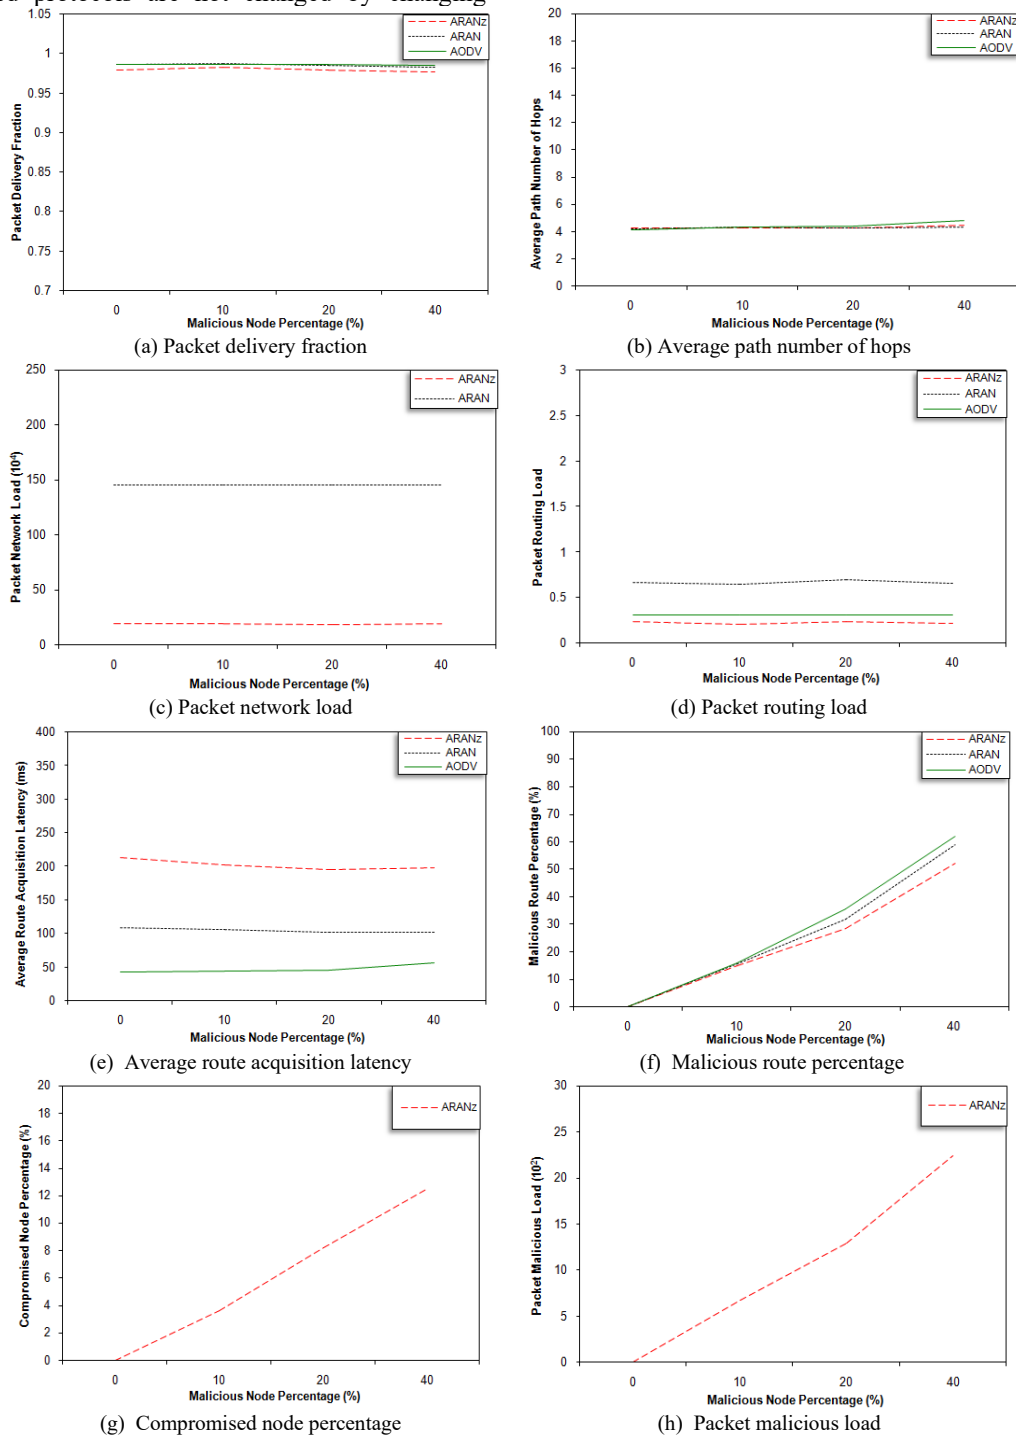 ed protocols are not changed by changing
1.05
1
0.95
0.9
0.85
0.8
0.75
0.7
Packet Delivery Fraction
ARANz
ARAN
AODV
0 10 20 40
Malicious Node Percentage (%)
(a) Packet delivery fraction
20
18
16
14
12
10
8
6
4
2
0
Average Path Number of Hops
ARANz
ARAN
AODV
0 10 20 40
Malicious Node Percentage (%)
(b) Average path number of hops
250
200
150
100
50
0
Packet Network Load (10⁴)
ARANz
ARAN
0 10 20 40
Malicious Node Percentage (%)
(c) Packet network load
3
2.5
2
1.5
1
0.5
0
Packet Routing Load
ARANz
ARAN
AODV
0 10 20 40
Malicious Node Percentage (%)
(d) Packet routing load
400
350
300
250
200
150
100
50
0
Average Route Acquisition Latency (ms)
ARANz
ARAN
AODV
0 10 20 40
Malicious Node Percentage (%)
(e) Average route acquisition latency
100
90
80
70
60
50
40
30
20
10
0
Malicious Route Percentage (%)
ARANz
ARAN
AODV
0 10 20 40
Malicious Node Percentage (%)
(f) Malicious route percentage
20
18
16
14
12
10
8
6
4
2
0
Compromised Node Percentage (%)
ARANz
0 10 20 40
Malicious Node Percentage (%)
(g) Compromised node percentage
30
25
20
15
10
5
0
Packet Malicious Load (10²)
ARANz
0 10 20 40
Malicious Node Percentage (%)
(h) Packet malicious load